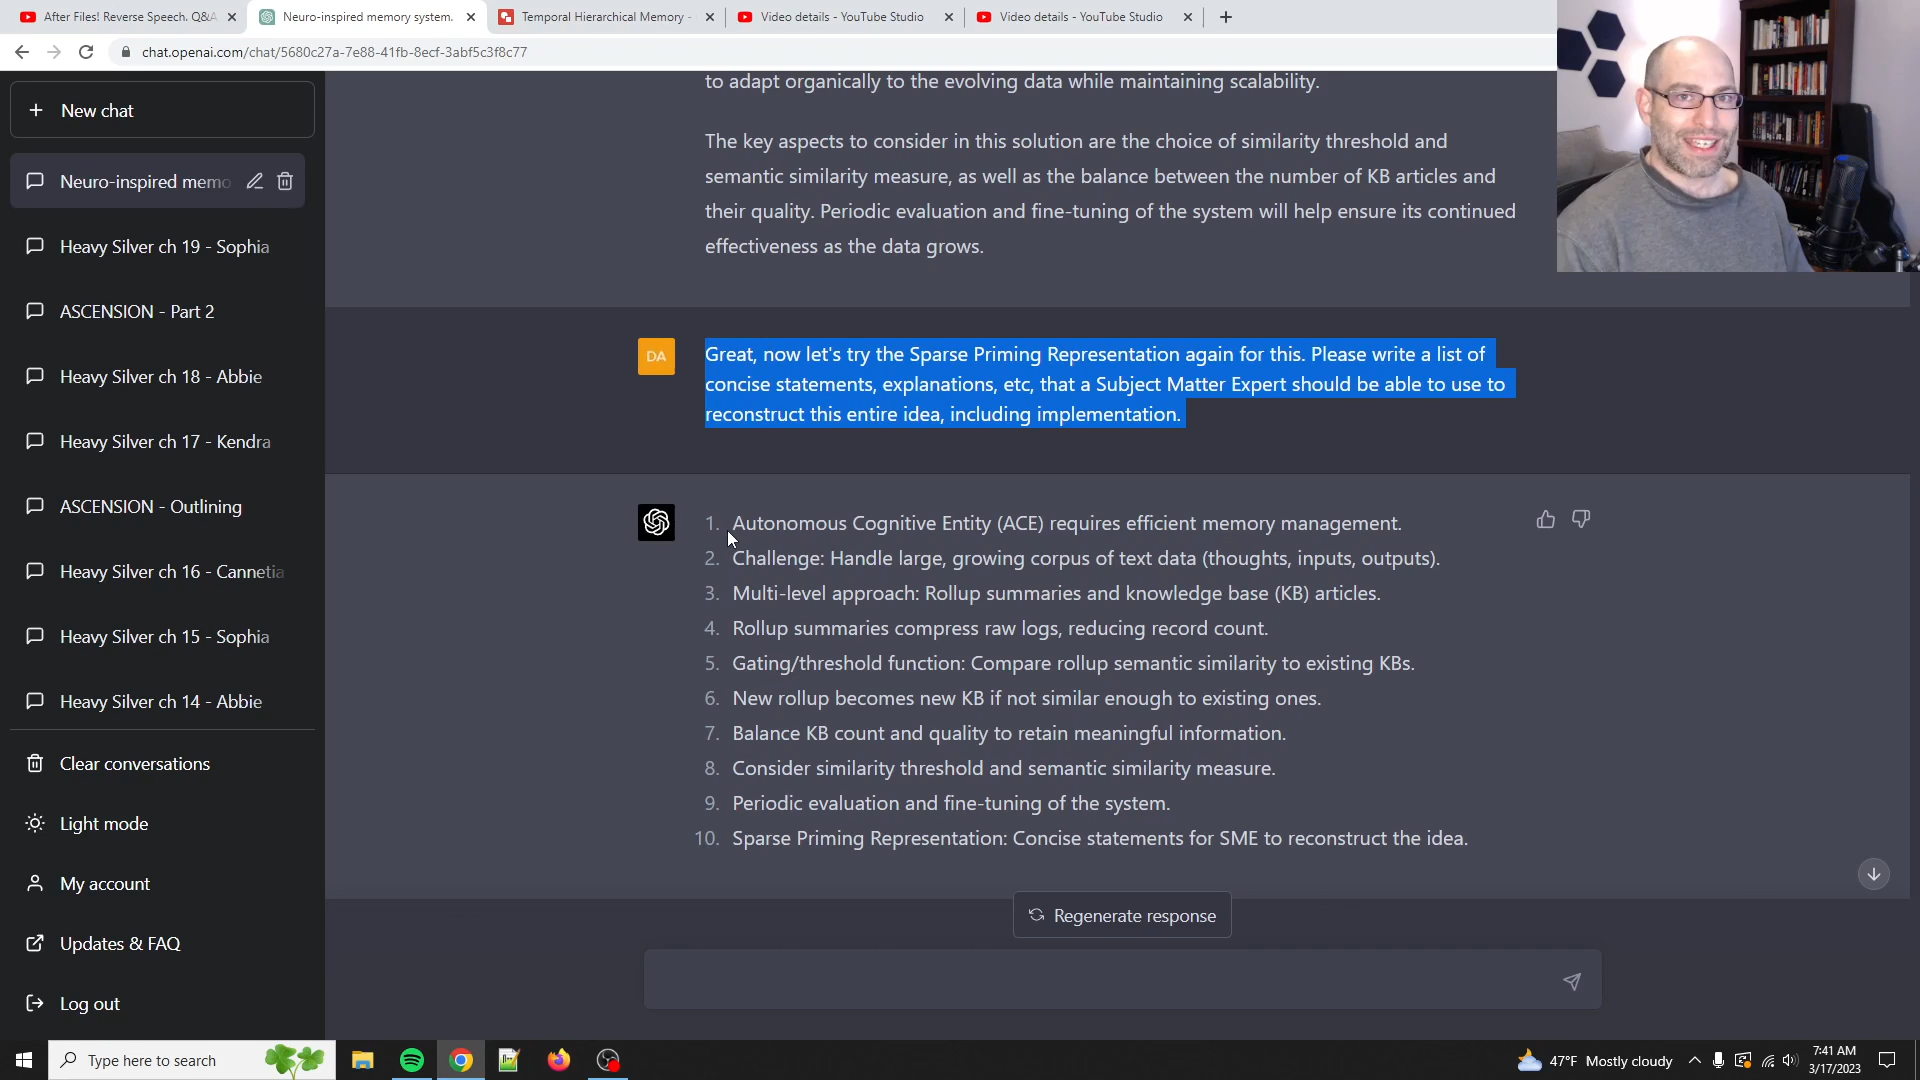 After Files! Reverse Speech. Q&A
Neuro-inspired memory system.
Temporal Hierarchical Memory -
Video details - YouTube Studio
Video details - YouTube Studio
chat.openai.com/chat/5680c27a-7e88-41fb-8ecf-3abf5c3f8c77
New chat
Neuro-inspired memo
Heavy Silver ch 19 - Sophia
ASCENSION - Part 2
Heavy Silver ch 18 - Abbie
Heavy Silver ch 17 - Kendra
ASCENSION - Outlining
Heavy Silver ch 16 - Cannetia
Heavy Silver ch 15 - Sophia
Heavy Silver ch 14 - Abbie
Clear conversations
Light mode
My account
Updates & FAQ
Log out
to adapt organically to the evolving data while maintaining scalability.
The key aspects to consider in this solution are the choice of similarity threshold and
semantic similarity measure, as well as the balance between the number of KB articles and
their quality. Periodic evaluation and fine-tuning of the system will help ensure its continued
effectiveness as the data grows.
DA
Great, now let's try the Sparse Priming Representation again for this. Please write a list of
concise statements, explanations, etc, that a Subject Matter Expert should be able to use to
reconstruct this entire idea, including implementation.
1. Autonomous Cognitive Entity (ACE) requires efficient memory management.
2. Challenge: Handle large, growing corpus of text data (thoughts, inputs, outputs).
3. Multi-level approach: Rollup summaries and knowledge base (KB) articles.
4. Rollup summaries compress raw logs, reducing record count.
5. Gating/threshold function: Compare rollup semantic similarity to existing KBs.
6. New rollup becomes new KB if not similar enough to existing ones.
7. Balance KB count and quality to retain meaningful information.
8. Consider similarity threshold and semantic similarity measure.
9. Periodic evaluation and fine-tuning of the system.
10. Sparse Priming Representation: Concise statements for SME to reconstruct the idea.
Regenerate response
Type here to search
47°F Mostly cloudy
7:41 AM
3/17/2023